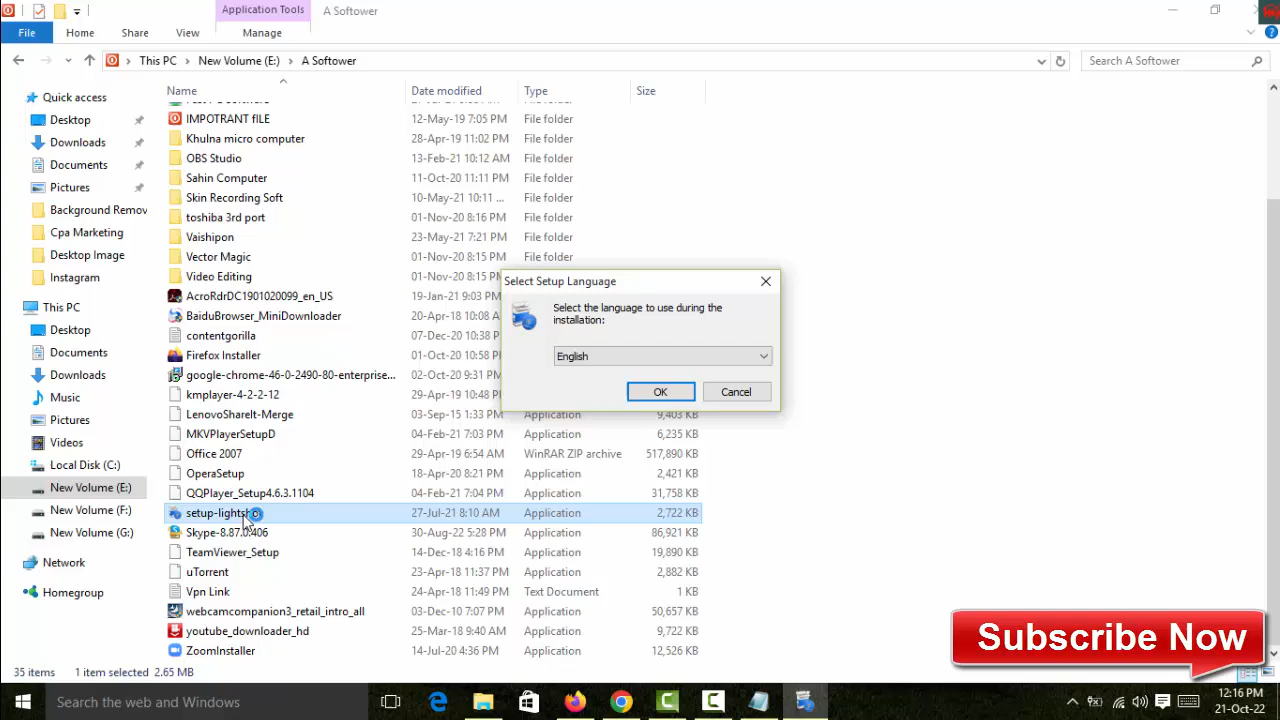 Application Tools
A Softower
File
Home
Share
View
Manage
This PC
New Volume (E:)
A Softower
Search A Softower
Name
Date modified
Type
Size
Quick access
Desktop
Downloads
Documents
Pictures
Background Remov
Cpa Marketing
Desktop Image
Instagram
This PC
Desktop
Documents
Downloads
Music
Pictures
Videos
Local Disk (C:)
New Volume (E:)
New Volume (F:)
New Volume (G:)
Network
Homegroup
File folder
IMPOTRANT fILE 12-May-19 7:05 PM File folder
Khulna micro computer 28-Apr-19 11:02 PM File folder
OBS Studio 13-Feb-21 10:12 AM File folder
Sahin Computer 11-Oct-20 11:11 PM File folder
Skin Recording Soft 10-May-21 10:11 ... File folder
toshiba 3rd port 01-Nov-20 8:16 PM File folder
Vaishipon 23-May-21 7:21 PM File folder
Vector Magic 01-Nov-20 8:15 PM File folder
Video Editing 01-Nov-20 8:15 PM
AcroRdrDC1901020099_en_US 19-Jan-21 9:03 PM
BaiduBrowser_MiniDownloader 20-Apr-18 10:08 A
contentgorilla 07-Dec-20 10:38 P
Firefox Installer 01-Oct-20 10:58 P
google-chrome-46-0-2490-80-enterprise... 02-Oct-20 9:31 PM
kmplayer-4-2-2-12 29-Apr-19 10:48 P
LenovoShareIt-Merge 03-Sep-15 1:33 PM Application 9,403 KB
MKVPlayerSetupD 04-Feb-21 7:03 PM Application 6,235 KB
Office 2007 29-Apr-19 6:54 AM WinRAR ZIP archive 517,890 KB
OperaSetup 18-Apr-20 8:21 PM Application 2,421 KB
QQPlayer_Setup4.6.3.1104 04-Feb-21 7:04 PM Application 31,758 KB
setup-lightsh 27-Jul-21 8:10 AM Application 2,722 KB
Skype-8.87.0.406 30-Aug-22 5:28 PM Application 86,921 KB
TeamViewer_Setup 14-Dec-18 4:16 PM Application 19,890 KB
uTorrent 23-Apr-18 11:37 PM Application 2,882 KB
Vpn Link 24-Apr-18 11:49 PM Text Document 1 KB
webcamcompanion3_retail_intro_all 03-Dec-10 7:07 PM Application 50,657 KB
youtube_downloader_hd 25-Mar-18 9:40 AM Application 9,722 KB
ZoomInstaller 14-Jul-20 4:36 PM Application 12,526 KB
Select Setup Language
Select the language to use during the
installation:
English
OK
Cancel
Subscribe Now
35 items 1 item selected 2.65 MB
Search the web and Windows
12:16 PM
21-Oct-22